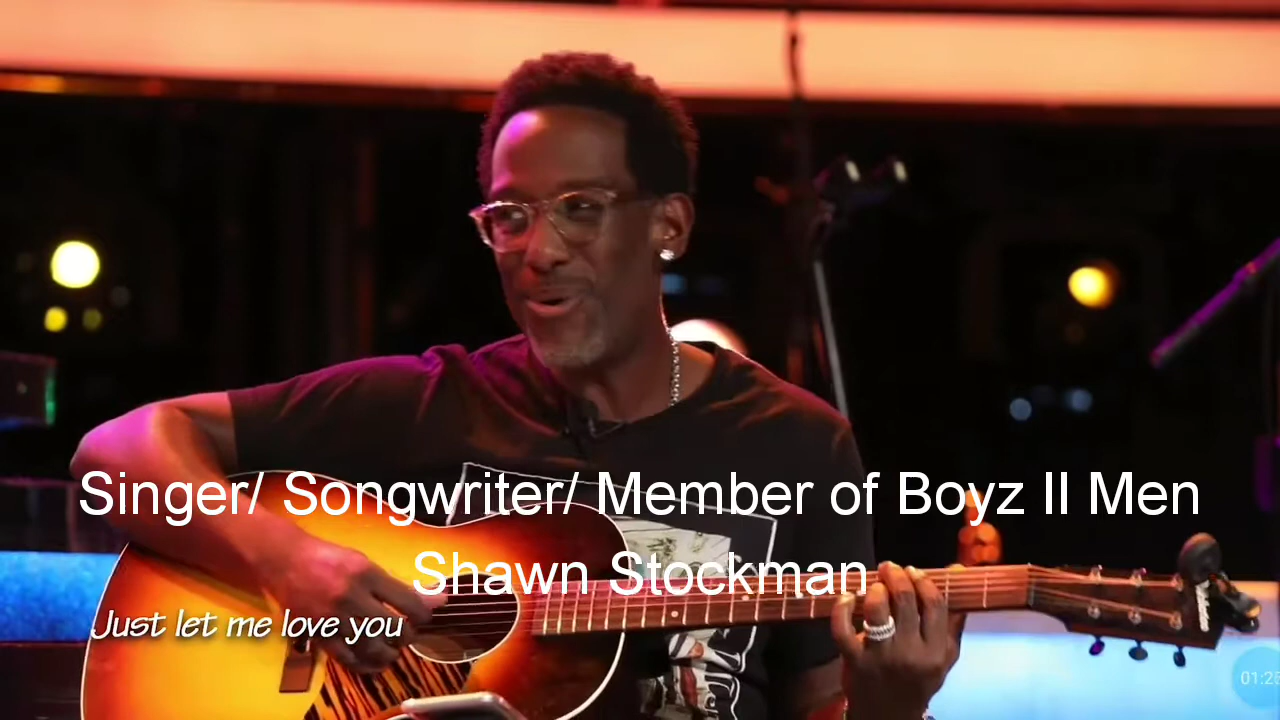 Singer/ Songwriter/ Member of Boyz II Men
Shawn Stockman
Just let me love you